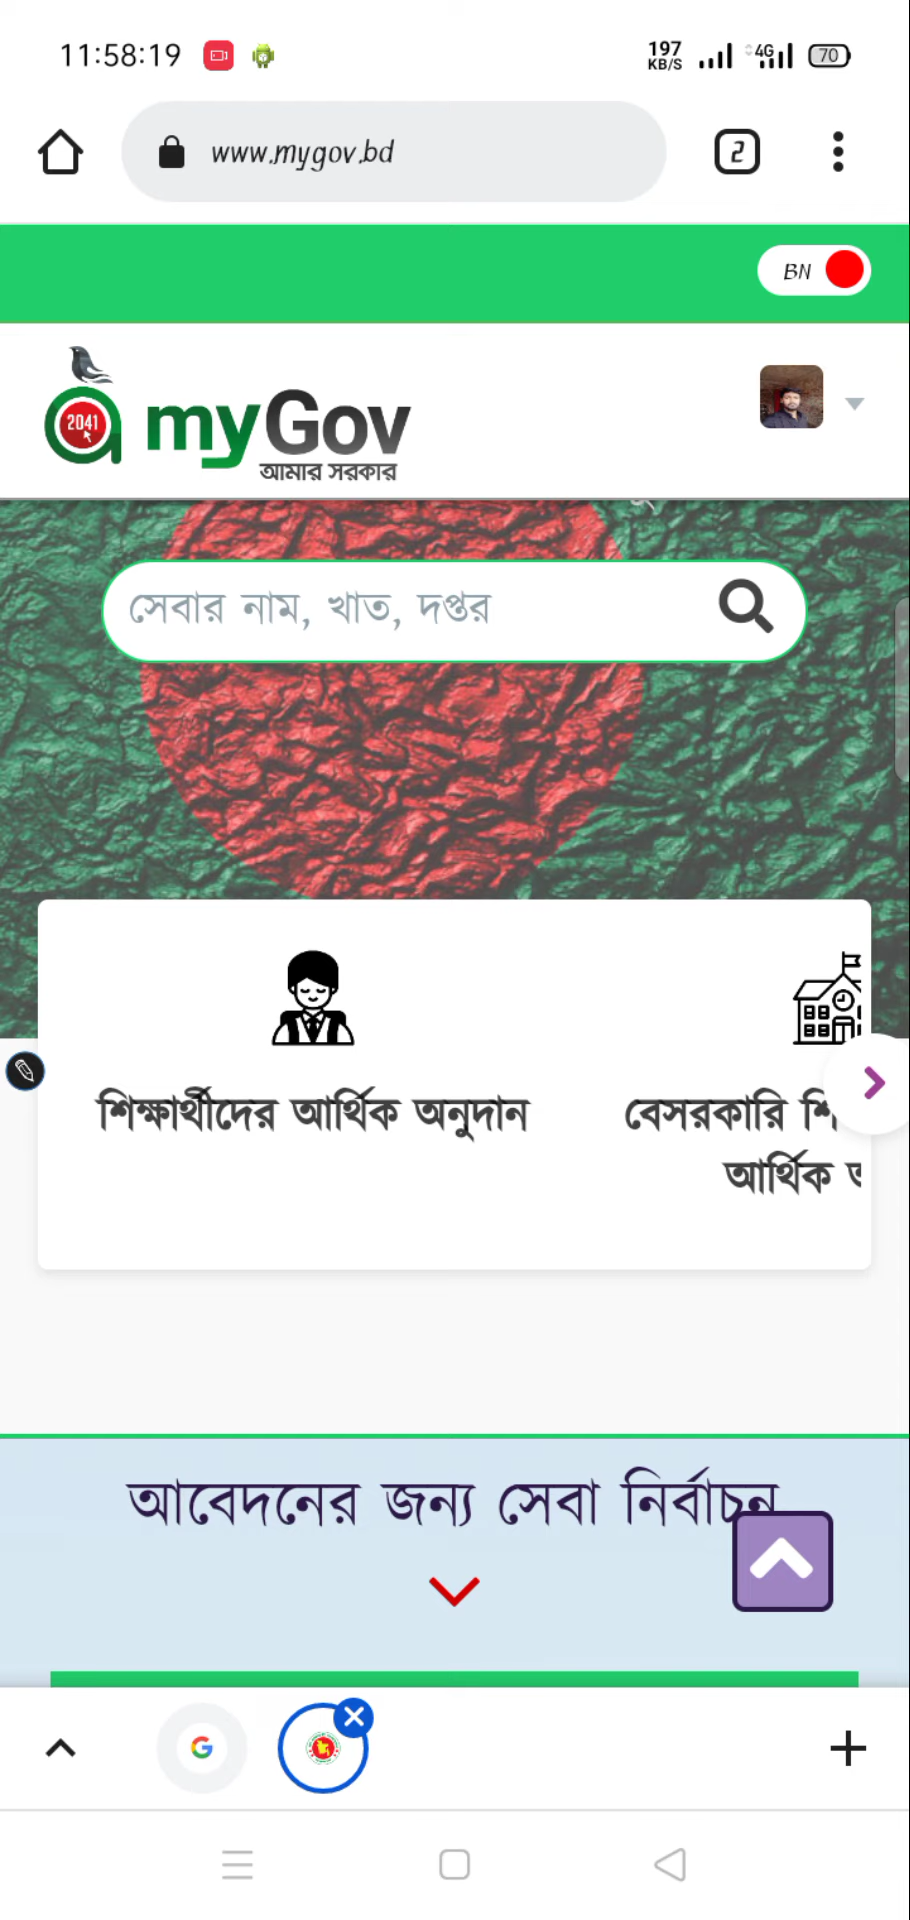 11:58:19
197
KB/S
4G
70
www.mygov.bd
2
BN
2041
myGov
আমার সরকার
সেবার নাম, খাত, দপ্তর
শিক্ষার্থীদের আর্থিক অনুদান
বেসরকারি
আর্থিক
আবেদনের জন্য সেবা নির্বাচন
G